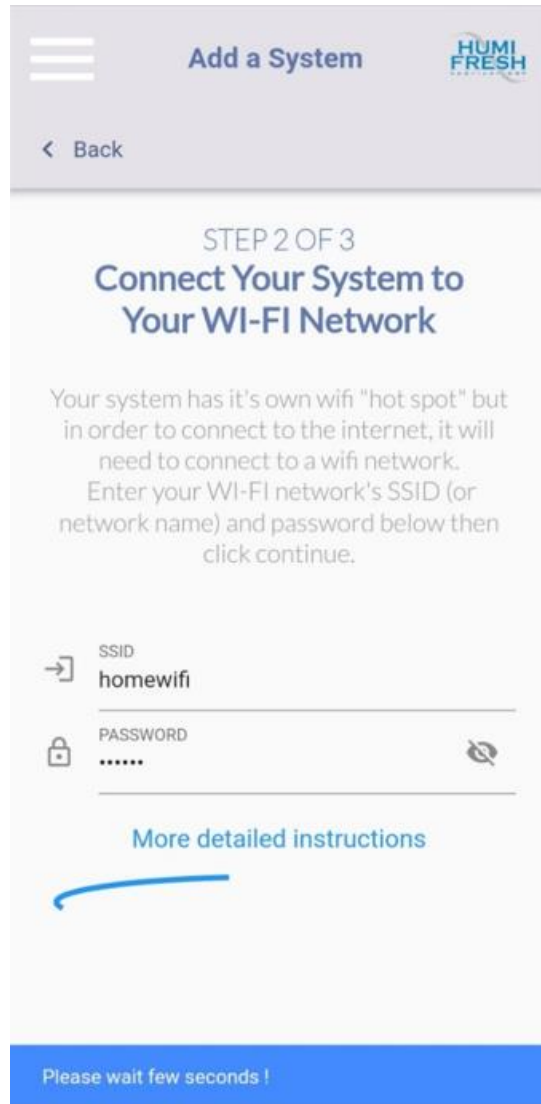 Add a System
HUMI
FRESH
Back
STEP 2 OF 3
Connect Your System to
Your WI-FI Network
Your system has it's own wifi "hot spot" but
in order to connect to the internet, it will
need to connect to a wifi network.
Enter your WI-FI network's SSID (or
network name) and password below then
click continue.
SSID
homewifi
PASSWORD
••••••
More detailed instructions
Please wait few seconds !